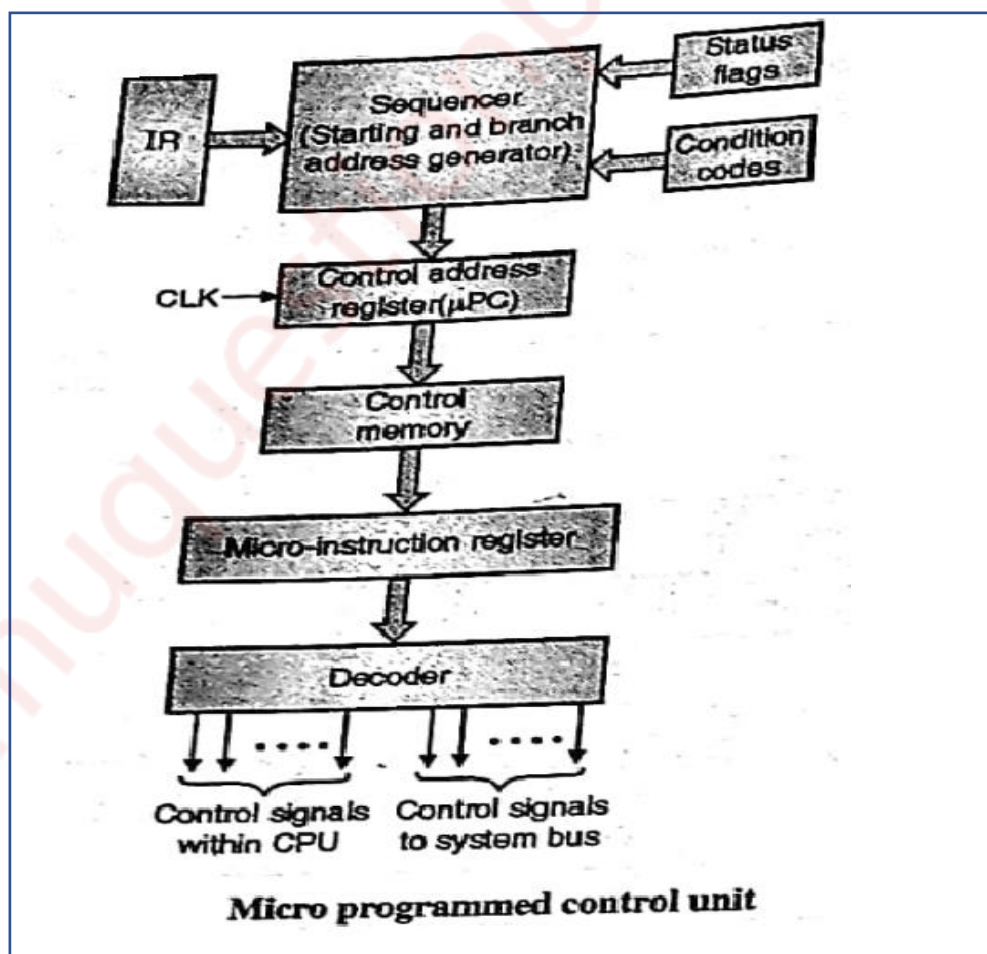 Status
flags
IR
Sequencer
(Starting and branch
address generator)
Condition
codes
CLK
Control address
register(μPC)
Control
memory
Micro-instruction register
Decoder
Control signals
within CPU
Control signals
to system bus
Micro programmed control unit